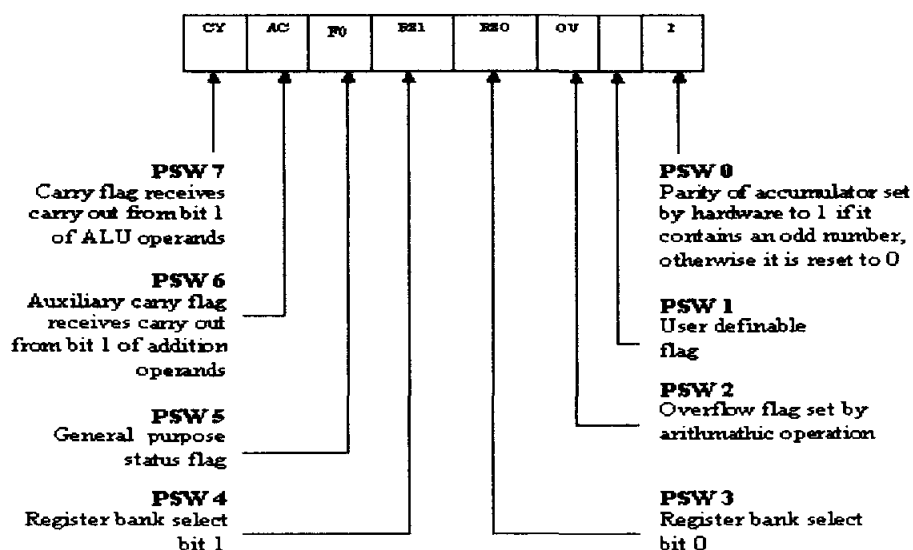 CY AC F0 RS1 RS0 OU
PSW 7
Carry flag receives
carry out from bit 1
of ALU operands
PSW 6
Auxiliary carry flag
receives carry out
from bit 1 of addition
operands
PSW 5
General purpose
status flag
PSW 4
Register bank select
bit 1
PSW 0
Parity of accumulator set
by hardware to 1 if it
contains an odd number,
otherwise it is reset to 0
PSW 1
User definable
flag
PSW 2
Overflow flag set by
arithmathic operation
PSW 3
Register bank select
bit 0